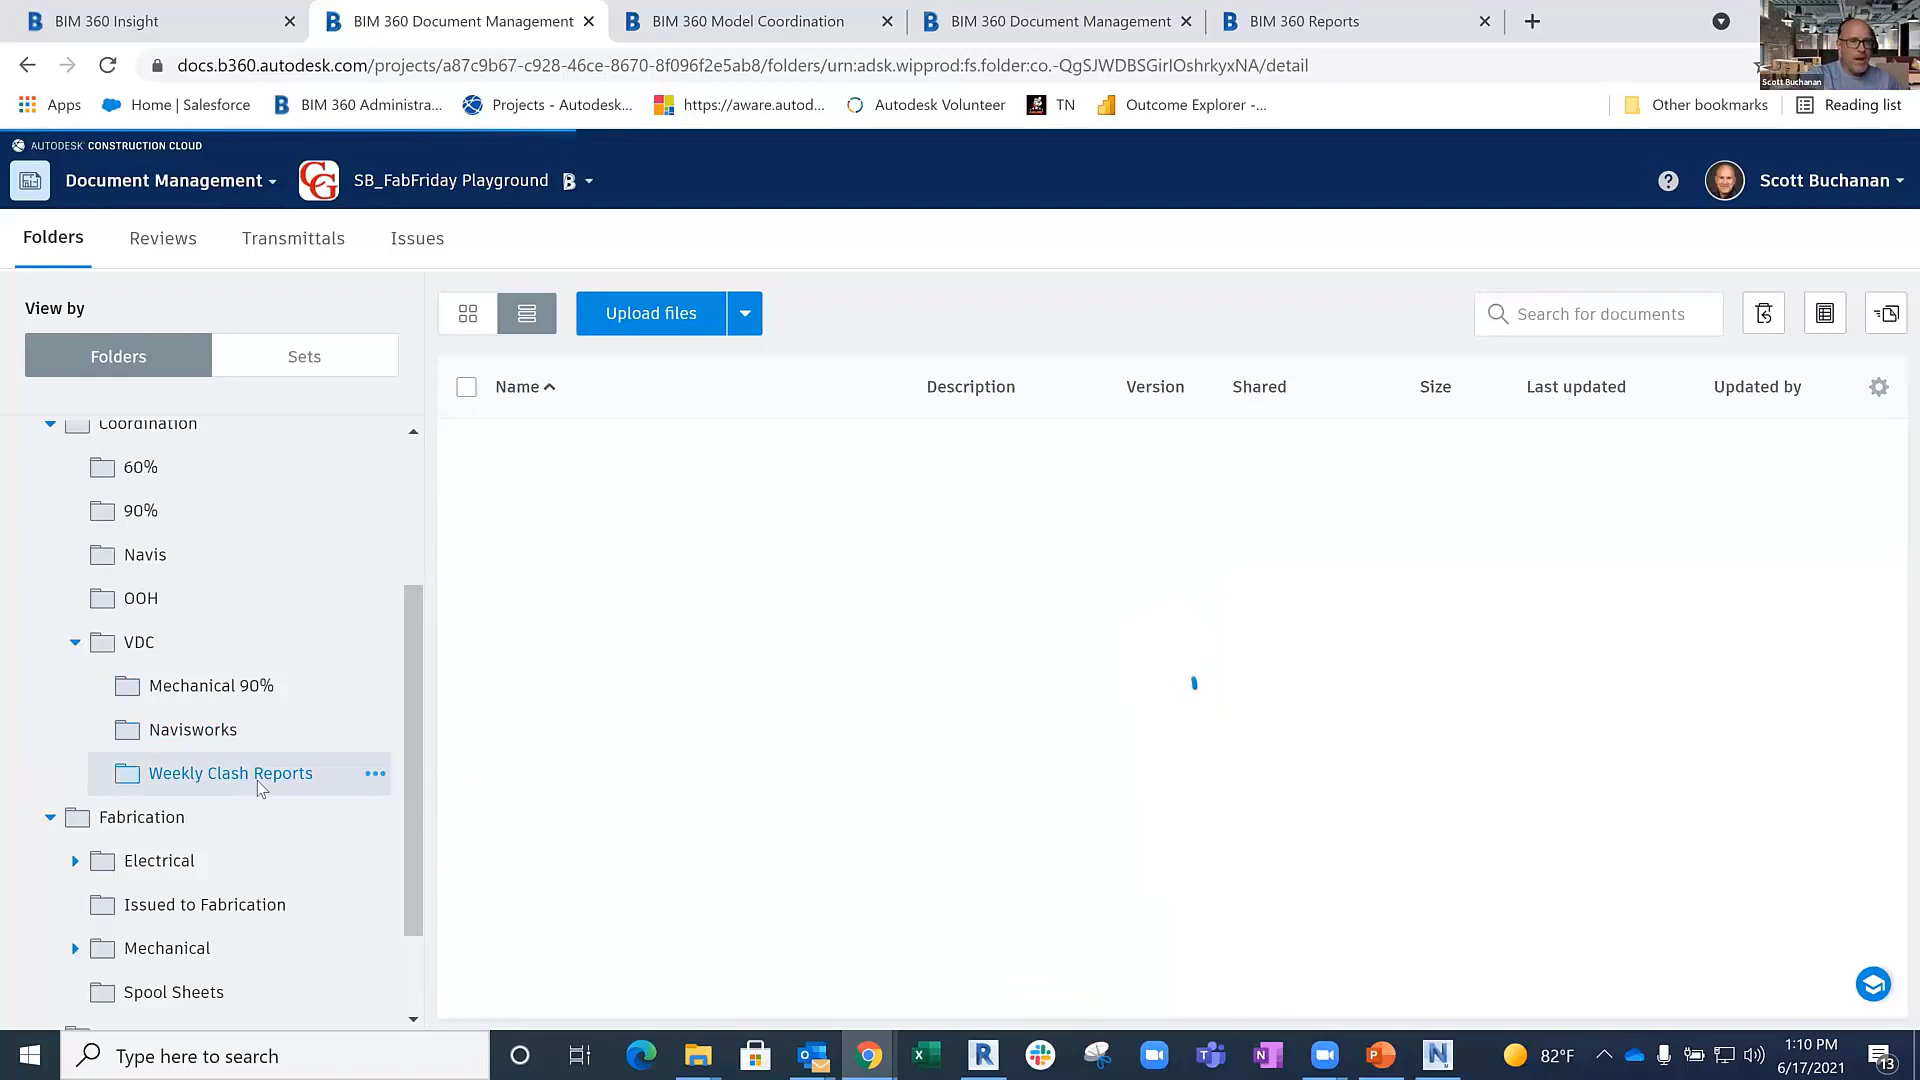 BIM 360 Insight
BIM 360 Document Management
BIM 360 Model Coordination
BIM 360 Document Management
BIM 360 Reports
docs.b360.autodesk.com/projects/a87c9b67-c928-46ce-8670-8f096f2e5ab8/folders/urn:adsk.wipprod:fs.folder:co.-QgSJWDBSGirIOshrkyxNA/detail
Scott Buchanan
Apps
Home | Salesforce
BIM 360 Administra...
Projects - Autodesk...
https://aware.autod...
Autodesk Volunteer
TN
Outcome Explorer -...
Other bookmarks
Reading list
AUTODESK CONSTRUCTION CLOUD
Document Management
SB_FabFriday Playground
Scott Buchanan
Folders
Reviews
Transmittals
Issues
View by
Folders
Sets
Upload files
Search for documents
Name
Description
Version
Shared
Size
Last updated
Updated by
Coordination
60%
90%
Navis
OOH
VDC
Mechanical 90%
Navisworks
Weekly Clash Reports
Fabrication
Electrical
Issued to Fabrication
Mechanical
Spool Sheets
Type here to search
82°F
1:10 PM
6/17/2021
13